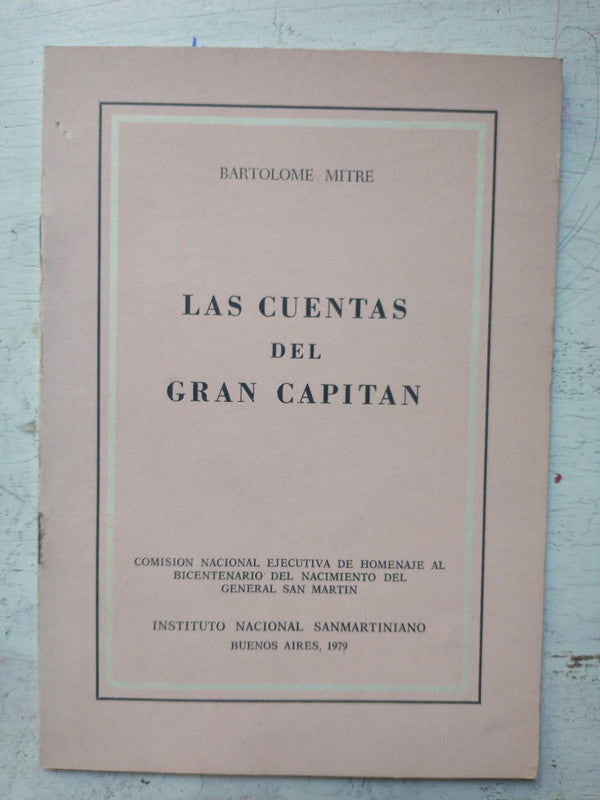 BARTOLOME MITRE
LAS CUENTAS
DEL
GRAN CAPITAN
COMISION NACIONAL EJECUTIVA DE HOMENAJE AL
BICENTENARIO DEL NACIMIENTO DEL
GENERAL SAN MARTIN
INSTITUTO NACIONAL SANMARTINIANO
BUENOS AIRES, 1979